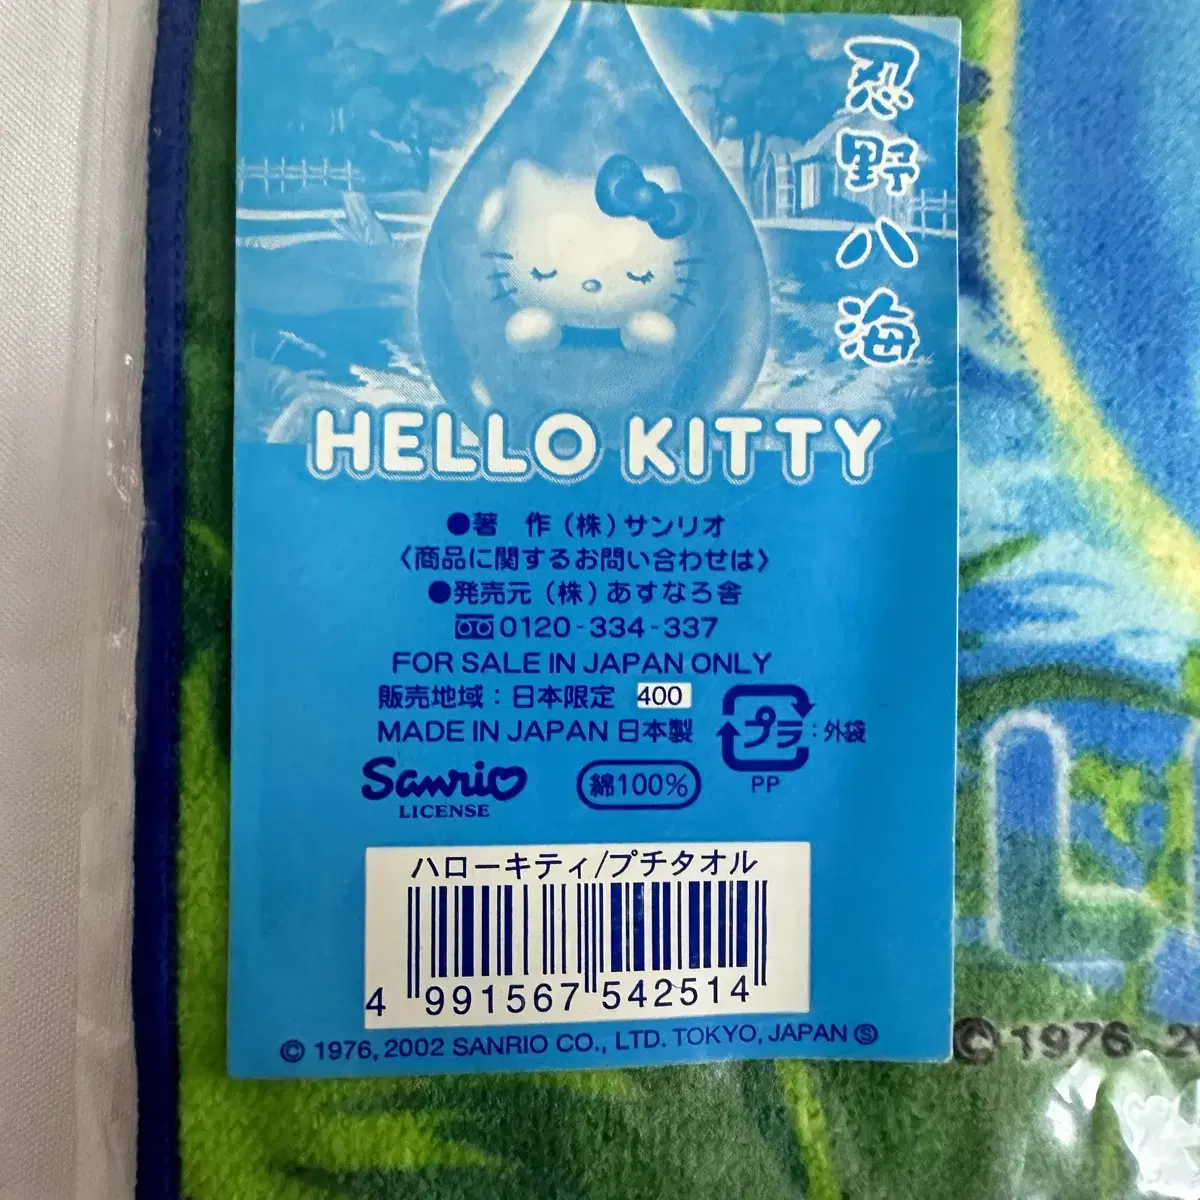 忍野八海
HELLO KITTY
●著 作(株)サンリオ
〈商品に関するお問い合わせは〉
●発売元(株)あすなろ舎
0120-334-337
FOR SALE IN JAPAN ONLY
販売地域:日本限定 400
MADE IN JAPAN 日本製
プラ:外袋
PP
Sanrio
LICENSE
綿100%
ハローキティ/プチタオル
4 991567 542514
© 1976, 2002 SANRIO CO., LTD. TOKYO, JAPAN Ⓢ
© 1976, 2